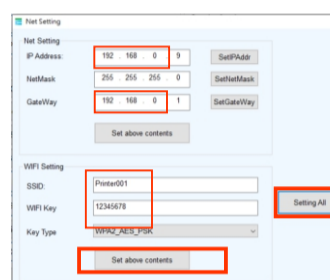 Net Setting
Net Setting
IP Address: 192 . 168 . 0 . 9 SetIPAddr
NetMask 255 . 255 . 255 . 0 SetNetMask
GateWay 192 . 168 . 0 1 SetGateWay
Set above contents
WIFI Setting
SSID: Printer001
WIFI Key 12345678
Setting All
Key Type WPA2_AES_PSK
Set above contents